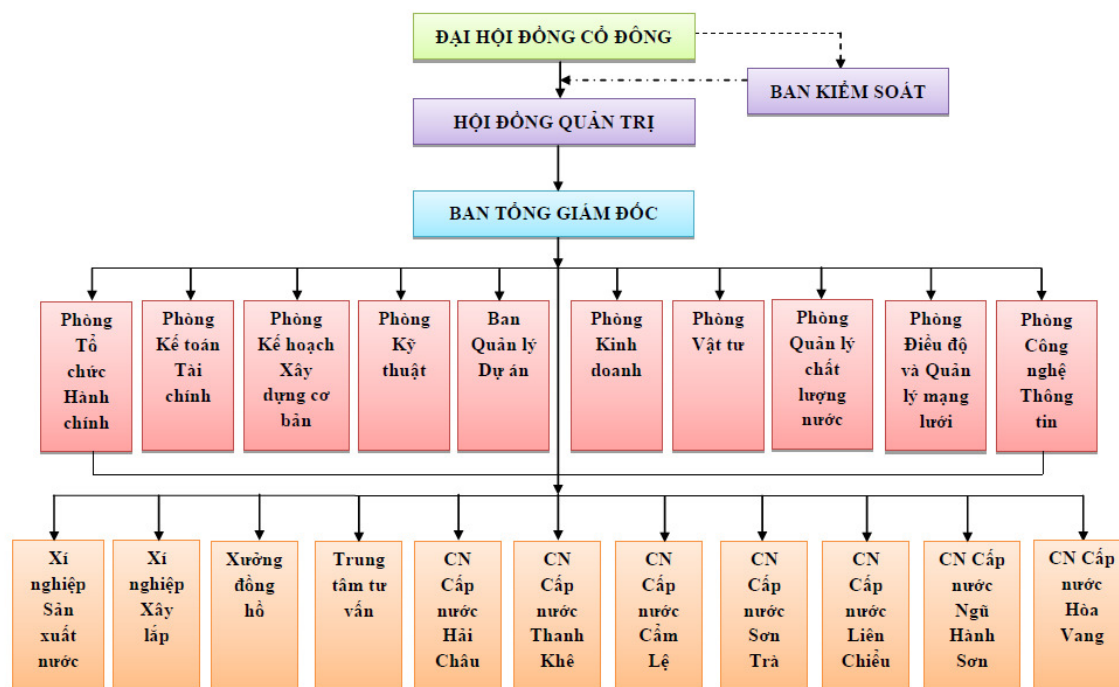 ĐẠI HỘI ĐỒNG CỔ ĐÔNG
BAN KIỂM SOÁT
HỘI ĐỒNG QUẢN TRỊ
BAN TỔNG GIÁM ĐỐC
Phòng
Tổ
chức
Hành
chính
Phòng
Kế toán
Tài
chính
Phòng
Kế hoạch
Xây
dựng cơ
bản
Phòng
Kỹ
thuật
Ban
Quản lý
Dự án
Phòng
Kinh
doanh
Phòng
Vật tư
Phòng
Quản lý
chất
lượng
nước
Phòng
Điều độ
và Quản
lý mạng
lưới
Phòng
Công
nghệ
Thông
tin
Xí
nghiệp
Sản
xuất
nước
Xí
nghiệp
Xây
lắp
Xưởng
đồng
hồ
Trung
tâm tư
vấn
CN
Cấp
nước
Hải
Châu
CN
Cấp
nước
Thanh
Khê
CN
Cấp
nước
Cẩm
Lệ
CN
Cấp
nước
Sơn
Trà
CN
Cấp
nước
Liên
Chiểu
CN Cấp
nước
Ngũ
Hành
Sơn
CN Cấp
nước
Hòa
Vang